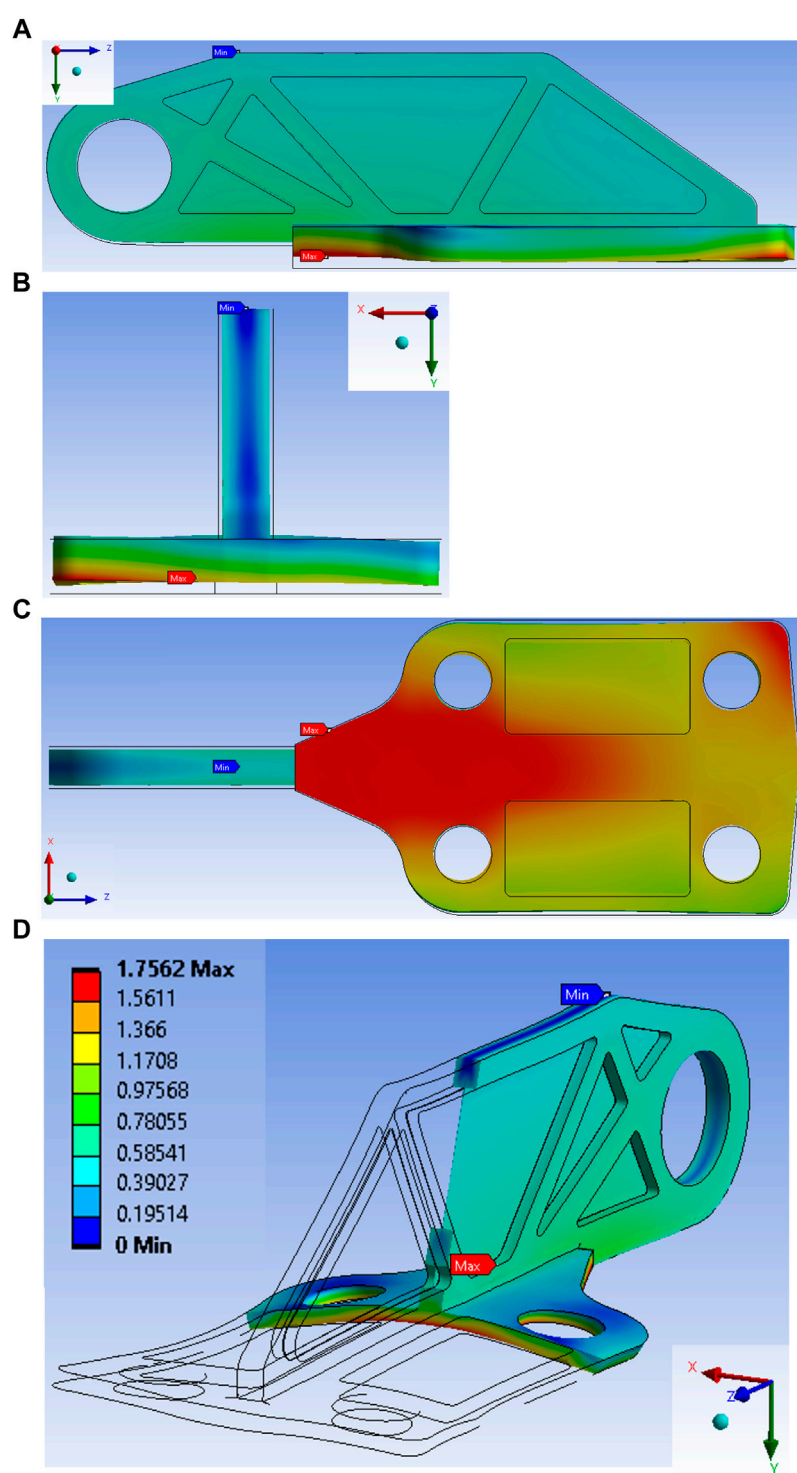 A
Z
Y
Min
Max
B
Min
X
Z
Y
Max
C
Max
Min
X
Z
D
1.7562 Max
1.5611
1.366
1.1708
0.97568
0.78055
0.58541
0.39027
0.19514
0 Min
Min
Max
X
Z
Y